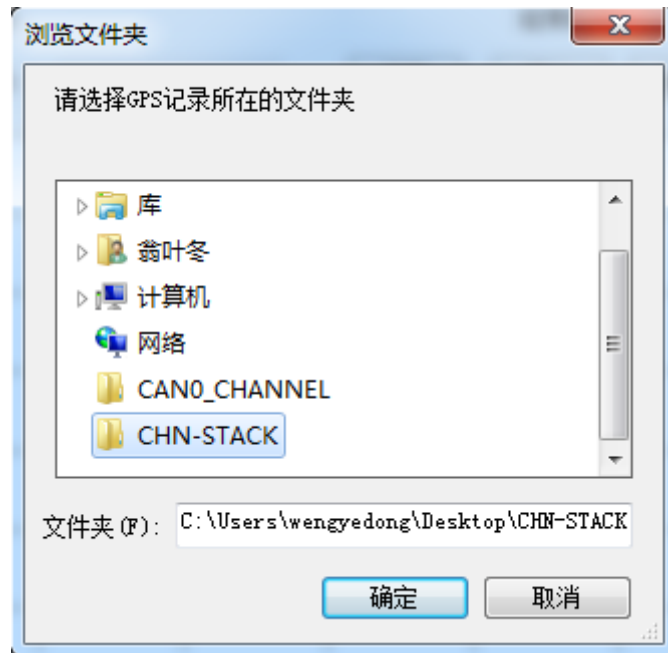 浏览文件夹
请选择GPS记录所在的文件夹
库
翁叶冬
计算机
网络
CAN0_CHANNEL
CHN-STACK
文件夹(F): C:\Users\wengyedong\Desktop\CHN-STACK
确定 取消